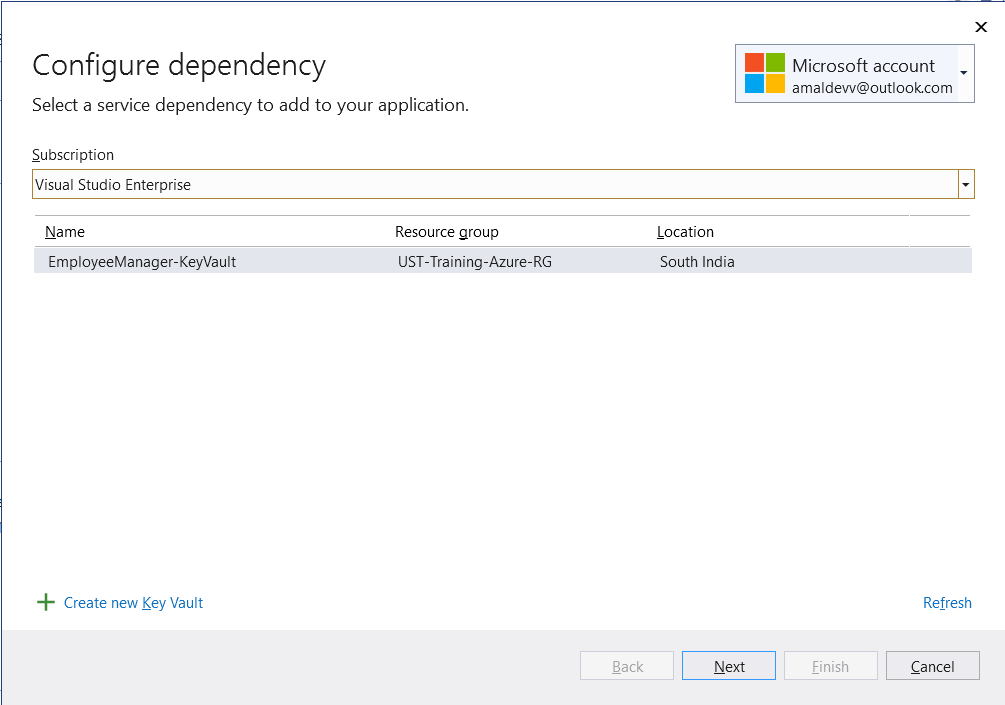 Configure dependency
Select a service dependency to add to your application.
Microsoft account
amaldevv@outlook.com
Subscription
Visual Studio Enterprise
Name Resource group Location
EmployeeManager-KeyVault UST-Training-Azure-RG South India
Create new Key Vault Refresh
Back Next Finish Cancel